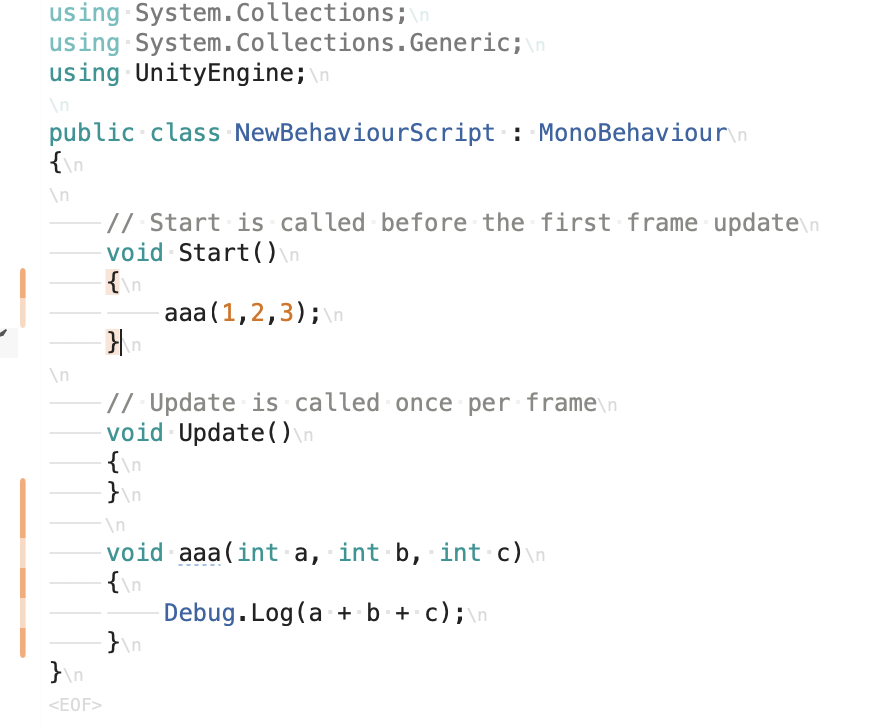 using System.Collections;\n
using System.Collections.Generic;\n
using UnityEngine;\n
\n
public class NewBehaviourScript : MonoBehaviour\n
{\n
\n
// Start is called before the first frame update\n
void Start()\n
{\n
aaa(1,2,3);\n
}\n
\n
// Update is called once per frame\n
void Update()\n
{\n
}\n
\n
void aaa(int a, int b, int c)\n
{\n
Debug.Log(a + b + c);\n
}\n
}\n
<EOF>